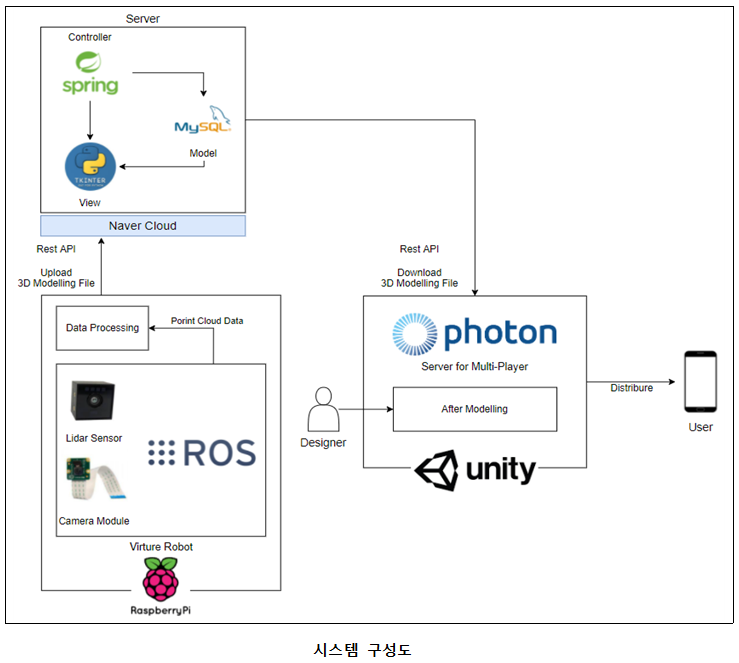 Server
Controller
spring
MySQL
Model
TKINTER
View
Naver Cloud
Rest API
Upload
3D Modelling File
Rest API
Download
3D Modelling File
Data Processing
Porint Cloud Data
Lidar Sensor
ROS
Camera Module
Virture Robot
RaspberryPi
photon
Server for Multi-Player
After Modelling
Designer
unity
Distribure
User
시스템 구성도